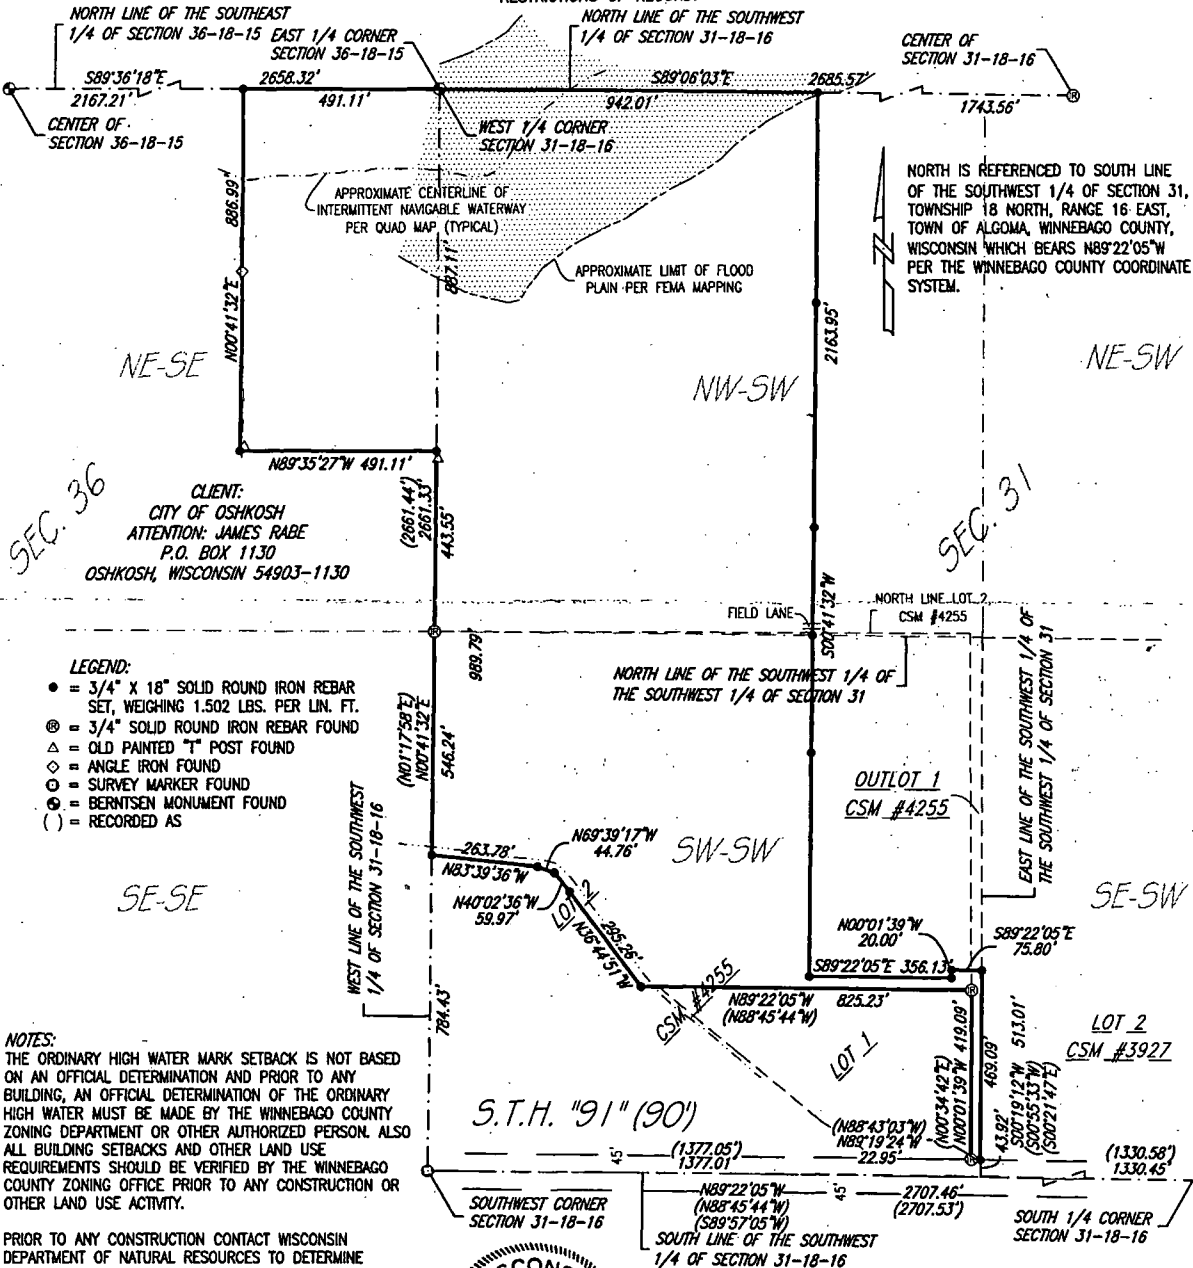 NORTH LINE OF THE SOUTHEAST
1/4 OF SECTION 36-18-15
EAST 1/4 CORNER
SECTION 36-18-15
NORTH LINE OF THE SOUTHWEST
1/4 OF SECTION 31-18-16
CENTER OF
SECTION 31-18-16
S89°36'18"E
2658.32'
S89°06'03"E
2685.57'
2167.21'
491.11'
942.01'
1743.56'
CENTER OF
SECTION 36-18-15
WEST 1/4 CORNER
SECTION 31-18-16
NORTH IS REFERENCED TO SOUTH LINE
OF THE SOUTHWEST 1/4 OF SECTION 31,
TOWNSHIP 18 NORTH, RANGE 16 EAST,
TOWN OF ALGOMA, WINNEBAGO COUNTY,
WISCONSIN WHICH BEARS N89°22'05"W
PER THE WINNEBAGO COUNTY COORDINATE
SYSTEM.
886.99'
N00°41'32"E
APPROXIMATE CENTERLINE OF
INTERMITTENT NAVIGABLE WATERWAY
PER QUAD MAP (TYPICAL)
887.11'
APPROXIMATE LIMIT OF FLOOD
PLAIN PER FEMA MAPPING
2163.95'
S00°41'32"W
NE-SE
NW-SW
NE-SW
N89°35'27"W 491.11'
SEC. 36
SEC. 31
CLIENT:
CITY OF OSHKOSH
ATTENTION: JAMES RABE
P.O. BOX 1130
OSHKOSH, WISCONSIN 54903-1130
(2661.44')
2661.33'
443.55'
FIELD LANE
NORTH LINE LOT 2
CSM #4255
989.79'
NORTH LINE OF THE SOUTHWEST 1/4 OF
THE SOUTHWEST 1/4 OF SECTION 31
EAST LINE OF THE SOUTHWEST 1/4 OF
THE SOUTHWEST 1/4 OF SECTION 31
LEGEND:
● = 3/4" X 18" SOLID ROUND IRON REBAR
SET, WEIGHING 1.502 LBS. PER LIN. FT.
Ⓡ = 3/4" SOLID ROUND IRON REBAR FOUND
△ = OLD PAINTED "T" POST FOUND
◇ = ANGLE IRON FOUND
= SURVEY MARKER FOUND
= BERNTSEN MONUMENT FOUND
( ) = RECORDED AS
(N01°17'58"E)
N00°41'32"E
546.24'
WEST LINE OF THE SOUTHWEST
1/4 OF SECTION 31-18-16
OUTLOT 1
CSM #4255
SE-SE
SW-SW
SE-SW
263.78'
N83°39'36"W
N69°39'17"W
44.76'
N40°02'36"W
59.97'
LOT 2
295.26'
N36°44'51"W
CSM #4255
N00°01'39"W
20.00'
S89°22'05"E
75.80'
S89°22'05"E 356.13'
N89°22'05"W 825.23'
(N88°45'44"W)
784.43'
LOT 1
LOT 2
CSM #3927
(N00°34'42"E)
N00°01'39"W 419.09'
469.09'
43.92'
S00°19'12"W 513.01'
(S00°55'33"W)
(S00°21'47"E)
NOTES:
THE ORDINARY HIGH WATER MARK SETBACK IS NOT BASED
ON AN OFFICIAL DETERMINATION AND PRIOR TO ANY
BUILDING, AN OFFICIAL DETERMINATION OF THE ORDINARY
HIGH WATER MUST BE MADE BY THE WINNEBAGO COUNTY
ZONING DEPARTMENT OR OTHER AUTHORIZED PERSON. ALSO
ALL BUILDING SETBACKS AND OTHER LAND USE
REQUIREMENTS SHOULD BE VERIFIED BY THE WINNEBAGO
COUNTY ZONING OFFICE PRIOR TO ANY CONSTRUCTION OR
OTHER LAND USE ACTIVITY.
S.T.H. "91" (90')
(N88°43'03"W)
N89°19'24"W
22.95'
45'
(1377.05')
1377.01
(1330.58')
1330.45'
SOUTHWEST CORNER
SECTION 31-18-16
N89°22'05"W
(N88°45'44"W)
(S89°57'05"W)
45'
2707.46
(2707.53')
SOUTH LINE OF THE SOUTHWEST
1/4 OF SECTION 31-18-16
SOUTH 1/4 CORNER
SECTION 31-18-16
PRIOR TO ANY CONSTRUCTION CONTACT WISCONSIN
DEPARTMENT OF NATURAL RESOURCES TO DETERMINE